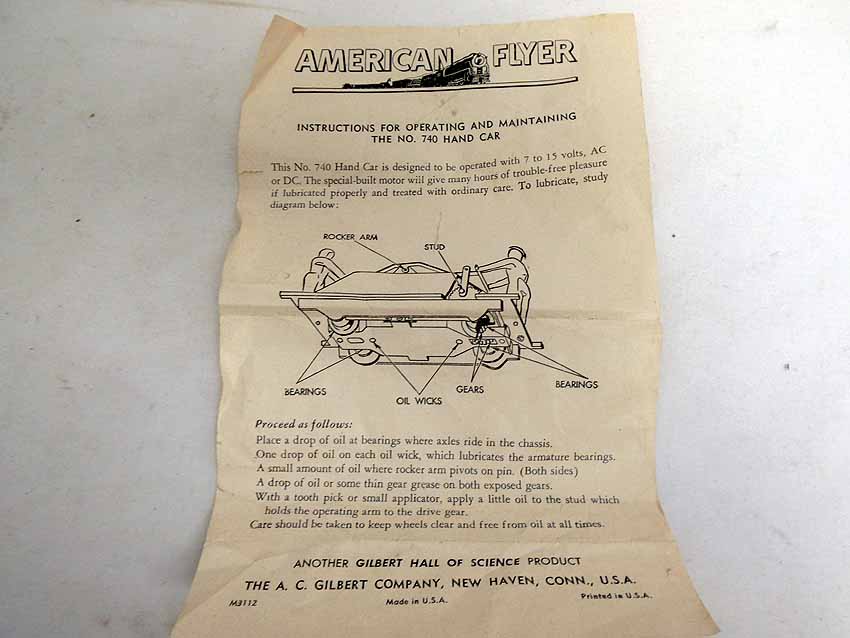 AMERICAN FLYER
INSTRUCTIONS FOR OPERATING AND MAINTAINING
THE NO. 740 HAND CAR
This No. 740 Hand Car is designed to be operated with 7 to 15 volts, AC
or DC. The special-built motor will give many hours of trouble-free pleasure
if lubricated properly and treated with ordinary care. To lubricate, study
diagram below:
ROCKER ARM
STUD
BEARINGS
OIL WICKS
GEARS
BEARINGS
Proceed as follows:
Place a drop of oil at bearings where axles ride in the chassis.
One drop of oil on each oil wick, which lubricates the armature bearings.
A small amount of oil where rocker arm pivots on pin. (Both sides)
A drop of oil or some thin gear grease on both exposed gears.
With a tooth pick or small applicator, apply a little oil to the stud which
holds the operating arm to the drive gear.
Care should be taken to keep wheels clear and free from oil at all times.
ANOTHER GILBERT HALL OF SCIENCE PRODUCT
THE A. C. GILBERT COMPANY, NEW HAVEN, CONN., U.S.A.
M3112 Made in U.S.A. Printed in U.S.A.